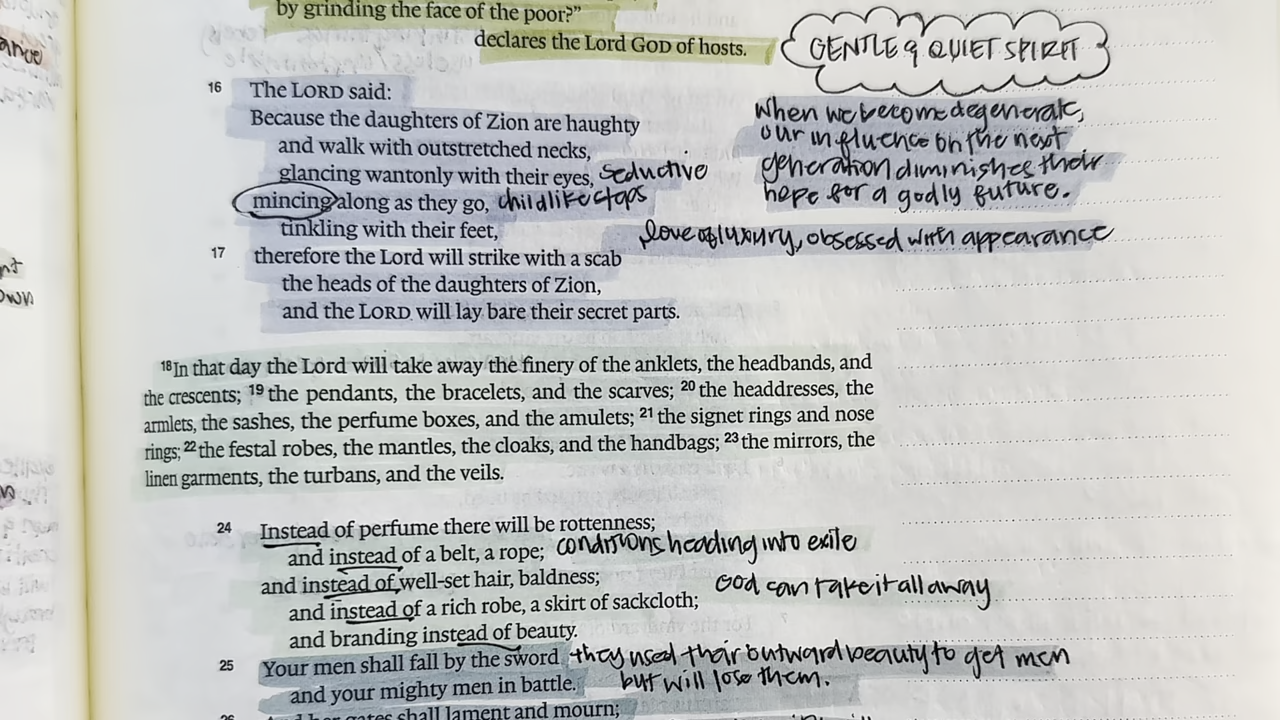 by grinding the face of the poor?"
declares the Lord GOD of hosts.
GENTLE & QUIET SPIRIT
16 The LORD said:
Because the daughters of Zion are haughty
and walk with outstretched necks,
glancing wantonly with their eyes, seductive
mincing along as they go, childlike steps
tinkling with their feet,
when we become degenerate,
our influence on the next
generation diminishes their
hope for a godly future.
love of luxury, obsessed with appearance
17 therefore the Lord will strike with a scab
the heads of the daughters of Zion,
and the LORD will lay bare their secret parts.
18 In that day the Lord will take away the finery of the anklets, the headbands, and
the crescents; 19 the pendants, the bracelets, and the scarves; 20 the headdresses, the
armlets, the sashes, the perfume boxes, and the amulets; 21 the signet rings and nose
rings; 22 the festal robes, the mantles, the cloaks, and the handbags; 23 the mirrors, the
linen garments, the turbans, and the veils.
24 Instead of perfume there will be rottenness;
and instead of a belt, a rope; conditions heading into exile
and instead of well-set hair, baldness; God can take it all away
and instead of a rich robe, a skirt of sackcloth;
and branding instead of beauty.
25 Your men shall fall by the sword they used their outward beauty to get men
and your mighty men in battle. but will lose them.
26 And her gates shall lament and mourn;